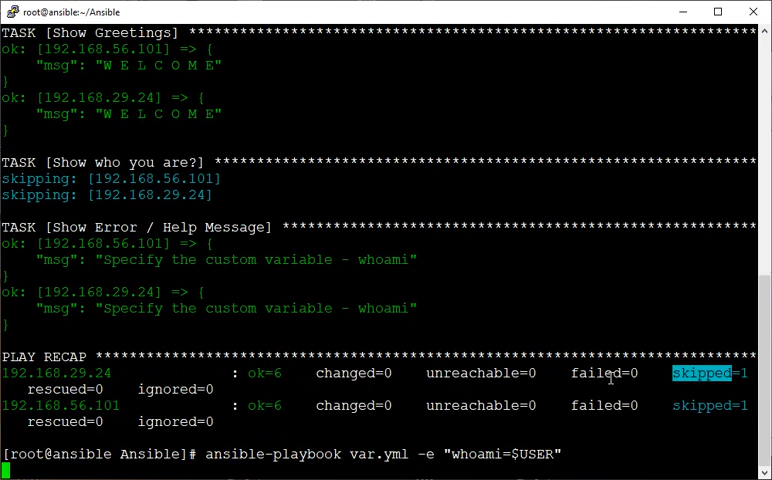 root@ansible:~/Ansible
TASK [Show Greetings] *********************************************************************
ok: [192.168.56.101] => {
    "msg": "W E L C O M E"
}
ok: [192.168.29.24] => {
    "msg": "W E L C O M E"
}
TASK [Show who you are?] ******************************************************************
skipping: [192.168.56.101]
skipping: [192.168.29.24]
TASK [Show Error / Help Message] **********************************************************
ok: [192.168.56.101] => {
    "msg": "Specify the custom variable - whoami"
}
ok: [192.168.29.24] => {
    "msg": "Specify the custom variable - whoami"
}
PLAY RECAP ********************************************************************************
192.168.29.24              : ok=6    changed=0    unreachable=0    failed=0    skipped=1
   rescued=0    ignored=0
192.168.56.101             : ok=6    changed=0    unreachable=0    failed=0    skipped=1
   rescued=0    ignored=0
[root@ansible Ansible]# ansible-playbook var.yml -e "whoami=$USER"